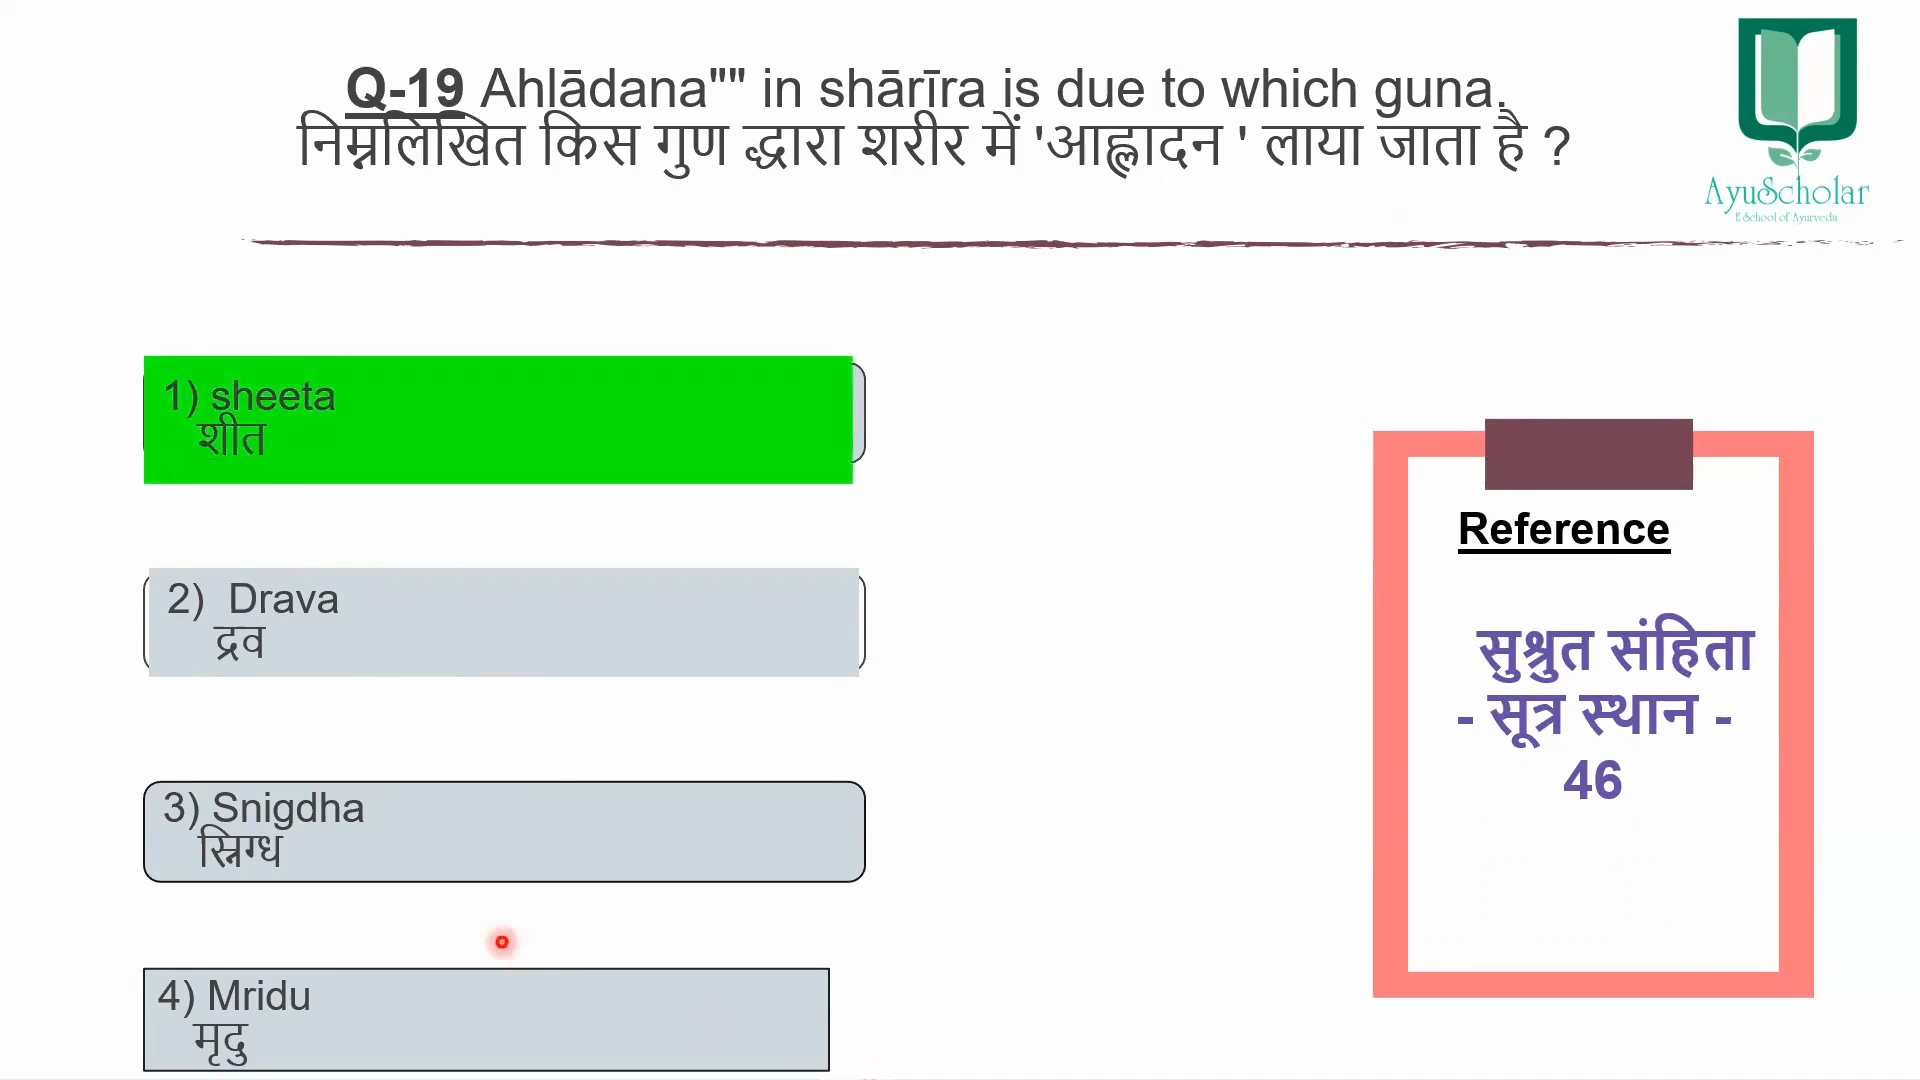 Q-19 Ahlādana"" in shārīra is due to which guna.
निम्नलिखित किस गुण द्धारा शरीर में 'आह्लादन ' लाया जाता है ?
AyuScholar
E School of Ayurveda
1) sheeta
शीत
2) Drava
द्रव
3) Snigdha
स्निग्ध
4) Mridu
मृदु
Reference
सुश्रुत संहिता
- सूत्र स्थान -
46